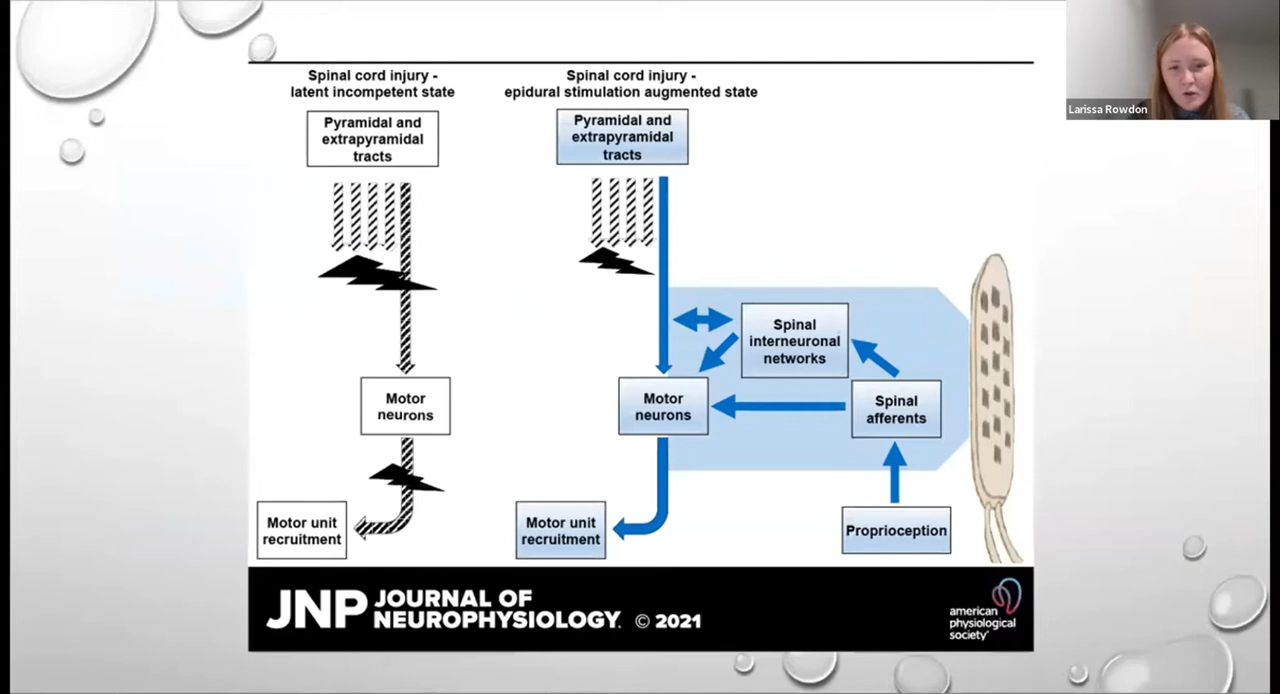 Larissa Rowdon
Spinal cord injury -
latent incompetent state
Pyramidal and
extrapyramidal
tracts
Motor
neurons
Motor unit
recruitment
Spinal cord injury -
epidural stimulation augmented state
Pyramidal and
extrapyramidal
tracts
Spinal
interneuronal
networks
Motor
neurons
Spinal
afferents
Motor unit
recruitment
Proprioception
JNP JOURNAL OF
NEUROPHYSIOLOGY. © 2021
american
physiological
society®